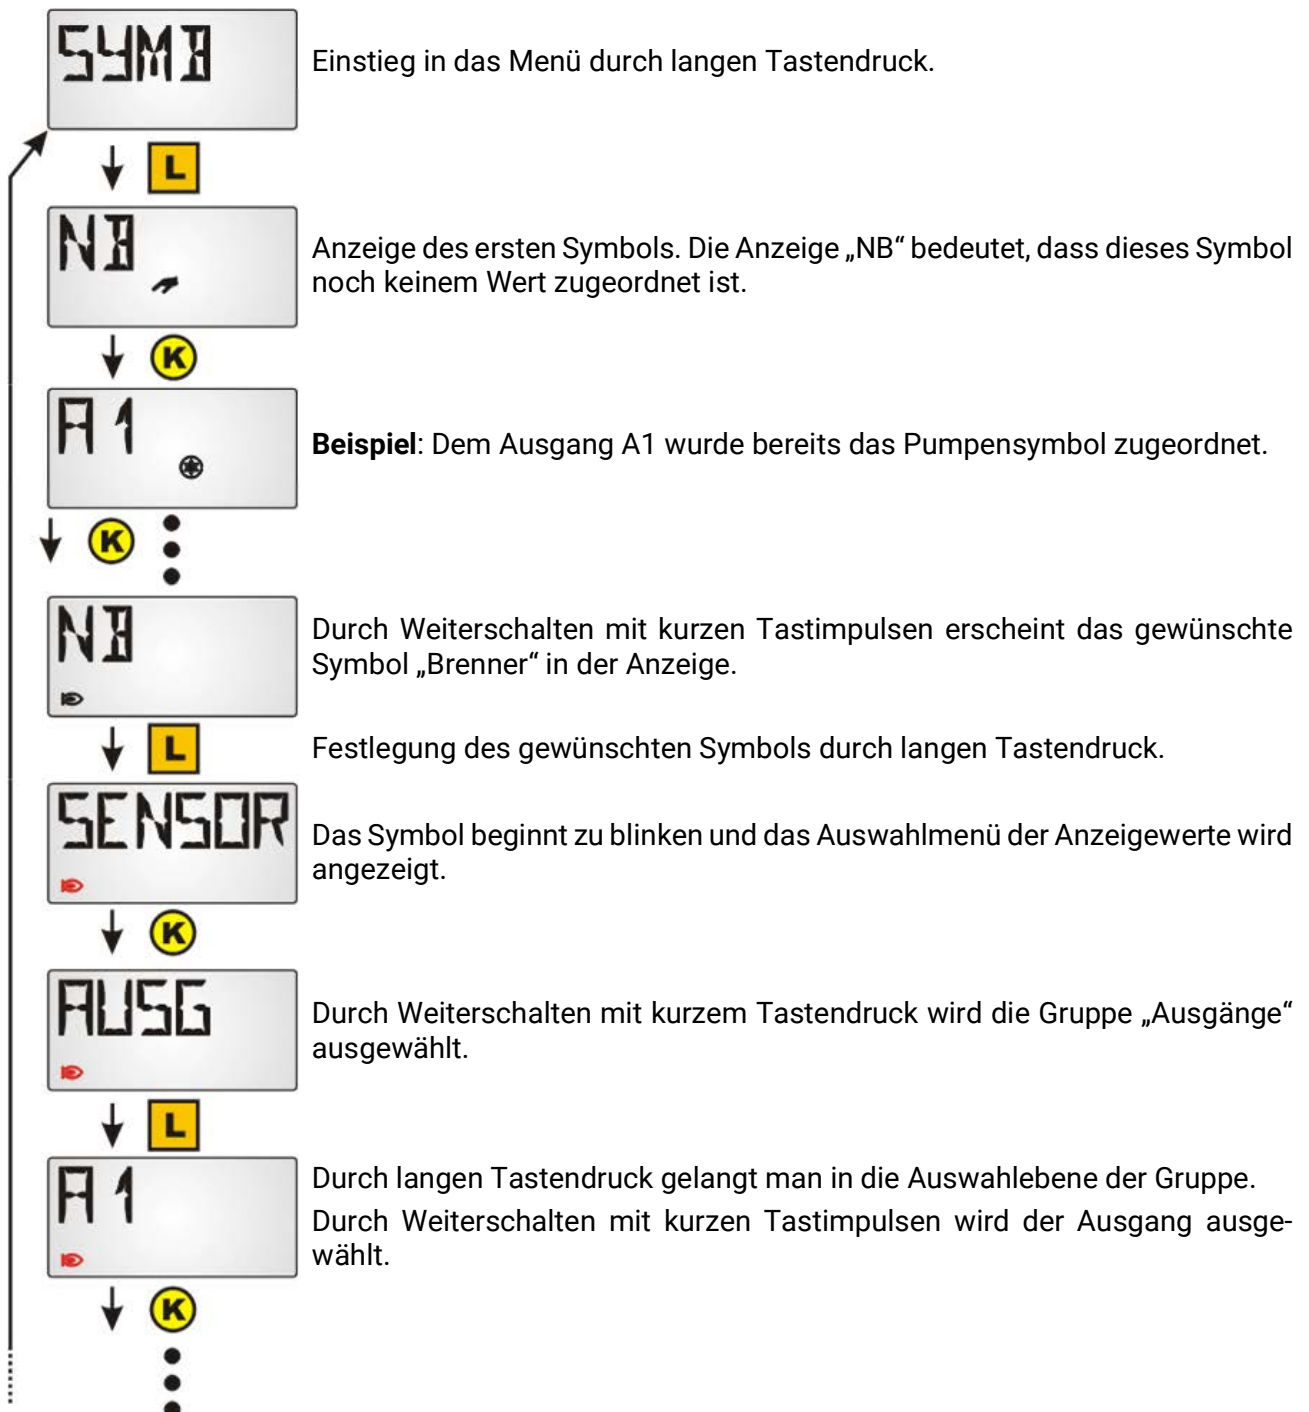 SYMB
Einstieg in das Menü durch langen Tastendruck.
L
NB
Anzeige des ersten Symbols. Die Anzeige „NB“ bedeutet, dass dieses Symbol
noch keinem Wert zugeordnet ist.
K
A1
Beispiel: Dem Ausgang A1 wurde bereits das Pumpensymbol zugeordnet.
K
NB
Durch Weiterschalten mit kurzen Tastimpulsen erscheint das gewünschte
Symbol „Brenner“ in der Anzeige.
L
Festlegung des gewünschten Symbols durch langen Tastendruck.
SENSOR
Das Symbol beginnt zu blinken und das Auswahlmenü der Anzeigewerte wird
angezeigt.
K
AUSG
Durch Weiterschalten mit kurzem Tastendruck wird die Gruppe „Ausgänge“
ausgewählt.
L
A1
Durch langen Tastendruck gelangt man in die Auswahlebene der Gruppe.
Durch Weiterschalten mit kurzen Tastimpulsen wird der Ausgang ausge-
wählt.
K